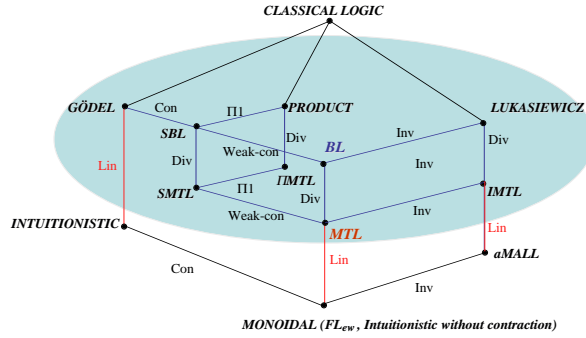 CLASSICAL LOGIC
GÖDEL
Con
Π1
PRODUCT
LUKASIEWICZ
SBL
Div
BL
Inv
Div
Weak-con
Inv
Lin
Div
ΠMTL
SMTL
Π1
Div
IMTL
Weak-con
Inv
INTUITIONISTIC
MTL
Lin
Lin
aMALL
Con
Inv
MONOIDAL (FLew , Intuitionistic without contraction)